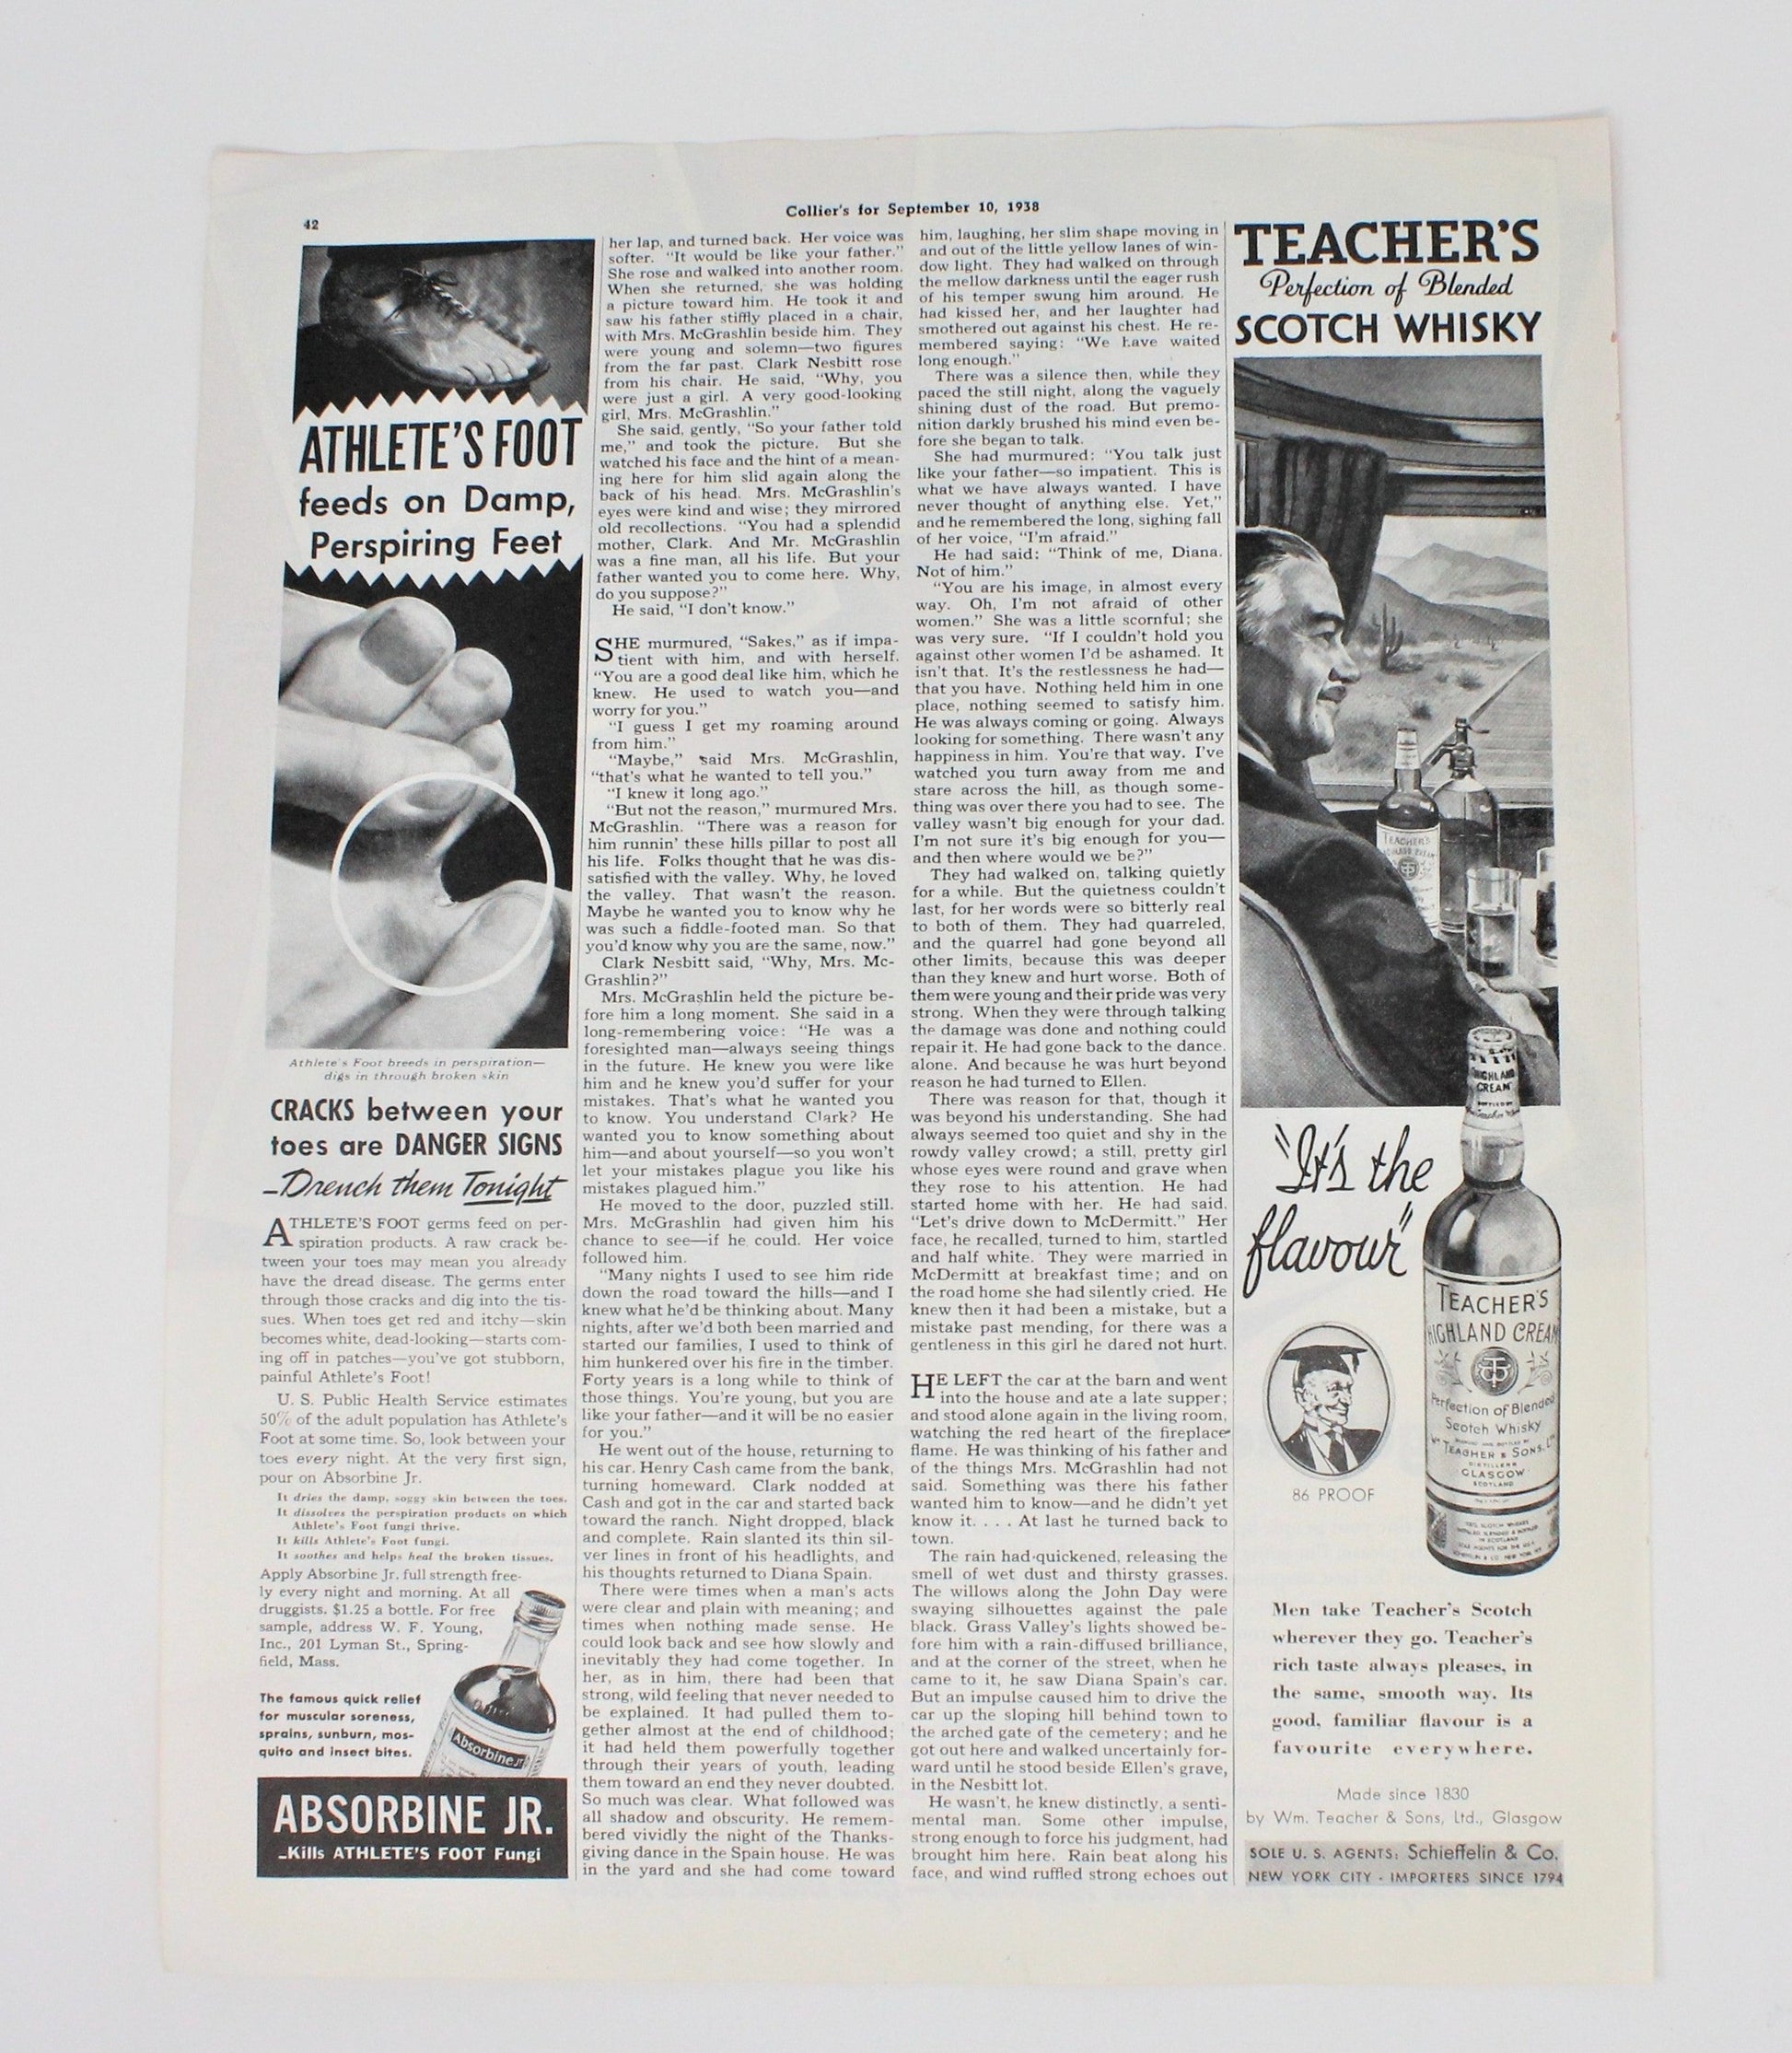 42
Collier's for September 10, 1938
ATHLETE'S FOOT
feeds on Damp,
Perspiring Feet
Athlete's Foot breeds in perspiration—
digs in through broken skin
CRACKS between your
toes are DANGER SIGNS
—Drench them Tonight
ATHLETE'S FOOT germs feed on per-
spiration products. A raw crack be-
tween your toes may mean you already
have the dread disease. The germs enter
through those cracks and dig into the tis-
sues. When toes get red and itchy—skin
becomes white, dead-looking—starts com-
ing off in patches—you've got stubborn,
painful Athlete's Foot!
U. S. Public Health Service estimates
50% of the adult population has Athlete's
Foot at some time. So, look between your
toes every night. At the very first sign,
pour on Absorbine Jr.
It dries the damp, soggy skin between the toes.
It dissolves the perspiration products on which
Athlete's Foot fungi thrive.
It kills Athlete's Foot fungi.
It soothes and helps heal the broken tissues.
Apply Absorbine Jr. full strength free-
ly every night and morning. At all
druggists. $1.25 a bottle. For free
sample, address W. F. Young,
Inc., 201 Lyman St., Spring-
field, Mass.
The famous quick relief
for muscular soreness,
sprains, sunburn, mos-
quito and insect bites.
Absorbine Jr
ABSORBINE JR.
—Kills ATHLETE'S FOOT Fungi
her lap, and turned back. Her voice was
softer. "It would be like your father."
She rose and walked into another room.
When she returned, she was holding
a picture toward him. He took it and
saw his father stiffly placed in a chair,
with Mrs. McGrashlin beside him. They
were young and solemn—two figures
from the far past. Clark Nesbitt rose
from his chair. He said, "Why, you
were just a girl. A very good-looking
girl, Mrs. McGrashlin."
She said, gently, "So your father told
me," and took the picture. But she
watched his face and the hint of a mean-
ing here for him slid again along the
back of his head. Mrs. McGrashlin's
eyes were kind and wise; they mirrored
old recollections. "You had a splendid
mother, Clark. And Mr. McGrashlin
was a fine man, all his life. But your
father wanted you to come here. Why,
do you suppose?"
He said, "I don't know."
SHE murmured, "Sakes," as if impa-
tient with him, and with herself.
"You are a good deal like him, which he
knew. He used to watch you—and
worry for you."
"I guess I get my roaming around
from him."
"Maybe," said Mrs. McGrashlin,
"that's what he wanted to tell you."
"I knew it long ago."
"But not the reason," murmured Mrs.
McGrashlin. "There was a reason for
him runnin' these hills pillar to post all
his life. Folks thought that he was dis-
satisfied with the valley. Why, he loved
the valley. That wasn't the reason.
Maybe he wanted you to know why he
was such a fiddle-footed man. So that
you'd know why you are the same, now."
Clark Nesbitt said, "Why, Mrs. Mc-
Grashlin?"
Mrs. McGrashlin held the picture be-
fore him a long moment. She said in a
long-remembering voice: "He was a
foresighted man—always seeing things
in the future. He knew you were like
him and he knew you'd suffer for your
mistakes. That's what he wanted you
to know. You understand Clark? He
wanted you to know something about
him—and about yourself—so you won't
let your mistakes plague you like his
mistakes plagued him."
He moved to the door, puzzled still.
Mrs. McGrashlin had given him his
chance to see—if he could. Her voice
followed him.
"Many nights I used to see him ride
down the road toward the hills—and I
knew what he'd be thinking about. Many
nights, after we'd both been married and
started our families, I used to think of
him hunkered over his fire in the timber.
Forty years is a long while to think of
those things. You're young, but you are
like your father—and it will be no easier
for you."
He went out of the house, returning to
his car. Henry Cash came from the bank,
turning homeward. Clark nodded at
Cash and got in the car and started back
toward the ranch. Night dropped, black
and complete. Rain slanted its thin sil-
ver lines in front of his headlights, and
his thoughts returned to Diana Spain.
There were times when a man's acts
were clear and plain with meaning; and
times when nothing made sense. He
could look back and see how slowly and
inevitably they had come together. In
her, as in him, there had been that
strong, wild feeling that never needed to
be explained. It had pulled them to-
gether almost at the end of childhood;
it had held them powerfully together
through their years of youth, leading
them toward an end they never doubted.
So much was clear. What followed was
all shadow and obscurity. He remem-
bered vividly the night of the Thanks-
giving dance in the Spain house. He was
in the yard and she had come toward
him, laughing, her slim shape moving in
and out of the little yellow lanes of win-
dow light. They had walked on through
the mellow darkness until the eager rush
of his temper swung him around. He
had kissed her, and her laughter had
smothered out against his chest. He re-
membered saying: "We have waited
long enough."
There was a silence then, while they
paced the still night, along the vaguely
shining dust of the road. But premo-
nition darkly brushed his mind even be-
fore she began to talk.
She had murmured: "You talk just
like your father—so impatient. This is
what we have always wanted. I have
never thought of anything else. Yet,"
and he remembered the long, sighing fall
of her voice, "I'm afraid."
He had said: "Think of me, Diana.
Not of him."
"You are his image, in almost every
way. Oh, I'm not afraid of other
women." She was a little scornful; she
was very sure. "If I couldn't hold you
against other women I'd be ashamed. It
isn't that. It's the restlessness he had—
that you have. Nothing held him in one
place, nothing seemed to satisfy him.
He was always coming or going. Always
looking for something. There wasn't any
happiness in him. You're that way. I've
watched you turn away from me and
stare across the hill, as though some-
thing was over there you had to see. The
valley wasn't big enough for your dad.
I'm not sure it's big enough for you—
and then where would we be?"
They had walked on, talking quietly
for a while. But the quietness couldn't
last, for her words were so bitterly real
to both of them. They had quarreled,
and the quarrel had gone beyond all
other limits, because this was deeper
than they knew and hurt worse. Both of
them were young and their pride was very
strong. When they were through talking
the damage was done and nothing could
repair it. He had gone back to the dance.
alone. And because he was hurt beyond
reason he had turned to Ellen.
There was reason for that, though it
was beyond his understanding. She had
always seemed too quiet and shy in the
rowdy valley crowd; a still, pretty girl
whose eyes were round and grave when
they rose to his attention. He had
started home with her. He had said.
"Let's drive down to McDermitt." Her
face, he recalled, turned to him, startled
and half white. They were married in
McDermitt at breakfast time; and on
the road home she had silently cried. He
knew then it had been a mistake, but a
mistake past mending, for there was a
gentleness in this girl he dared not hurt.
HE LEFT the car at the barn and went
into the house and ate a late supper;
and stood alone again in the living room,
watching the red heart of the fireplace
flame. He was thinking of his father and
of the things Mrs. McGrashlin had not
said. Something was there his father
wanted him to know—and he didn't yet
know it. . . . At last he turned back to
town.
The rain had quickened, releasing the
smell of wet dust and thirsty grasses.
The willows along the John Day were
swaying silhouettes against the pale
black. Grass Valley's lights showed be-
fore him with a rain-diffused brilliance,
and at the corner of the street, when he
came to it, he saw Diana Spain's car.
But an impulse caused him to drive the
car up the sloping hill behind town to
the arched gate of the cemetery; and he
got out here and walked uncertainly for-
ward until he stood beside Ellen's grave,
in the Nesbitt lot.
He wasn't, he knew distinctly, a senti-
mental man. Some other impulse,
strong enough to force his judgment, had
brought him here. Rain beat along his
face, and wind ruffled strong echoes out
TEACHER'S
Perfection of Blended
SCOTCH WHISKY
TEACHER'S
HIGHLAND CREAM
"It's the
flavour"
HIGHLAND
CREAM
TEACHER'S
HIGHLAND CREAM
Perfection of Blended
Scotch Whisky
Wm TEACHER & SONS, LTD
DISTILLERS
GLASGOW
SCOTLAND
86 PROOF
Men take Teacher's Scotch
wherever they go. Teacher's
rich taste always pleases, in
the same, smooth way. Its
good, familiar flavour is a
favourite everywhere.
Made since 1830
by Wm. Teacher & Sons, Ltd., Glasgow
SOLE U. S. AGENTS: Schieffelin & Co.
NEW YORK CITY - IMPORTERS SINCE 1794